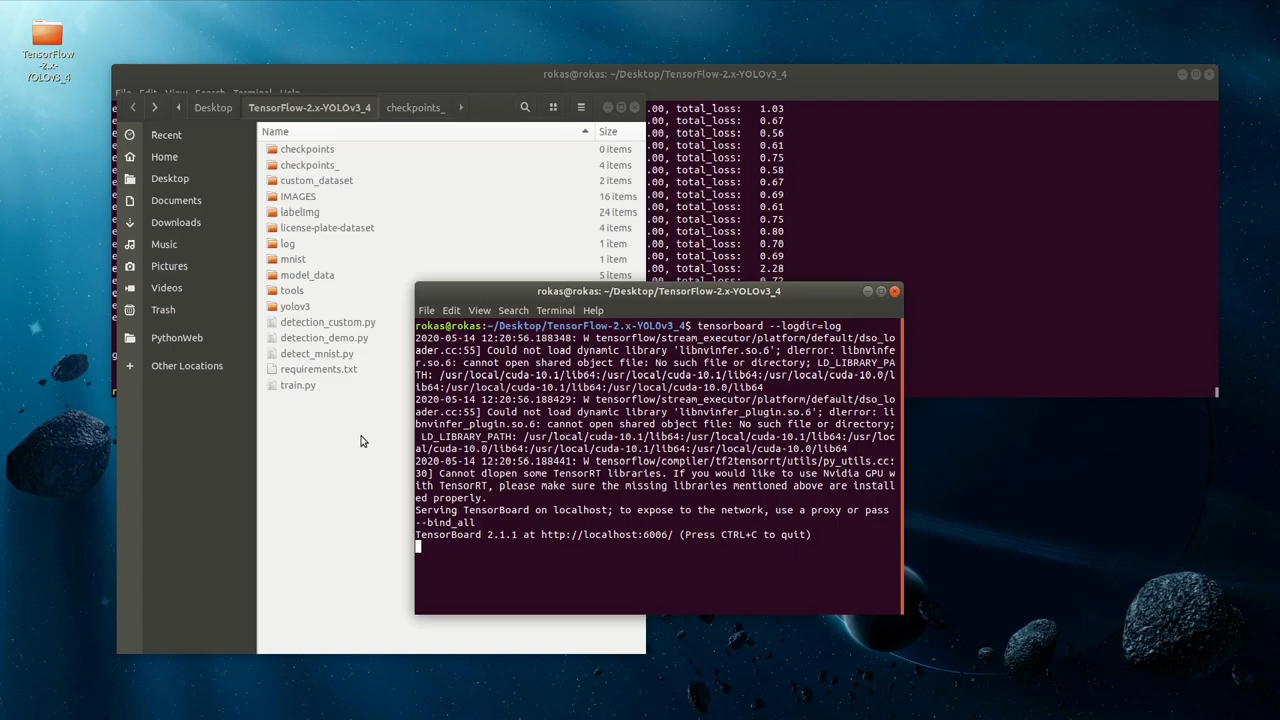 TensorFlow
-2.x-
YOLOv3_4
rokas@rokas: ~/Desktop/TensorFlow-2.x-YOLOv3_4
File Edit View Search Terminal Help
Desktop TensorFlow-2.x-YOLOv3_4 checkpoints_
Recent
Home
Desktop
Documents
Downloads
Music
Pictures
Videos
Trash
PythonWeb
Other Locations
Name Size
checkpoints 0 items
checkpoints_ 4 items
custom_dataset 2 items
IMAGES 16 items
labelImg 24 items
license-plate-dataset 4 items
log 1 item
mnist 1 item
model_data 5 items
tools
yolov3
detection_custom.py
detection_demo.py
detect_mnist.py
requirements.txt
train.py
.00, total_loss: 1.03
.00, total_loss: 0.67
.00, total_loss: 0.56
.00, total_loss: 0.61
.00, total_loss: 0.75
.00, total_loss: 0.58
.00, total_loss: 0.67
.00, total_loss: 0.69
.00, total_loss: 0.61
.00, total_loss: 0.75
.00, total_loss: 0.80
.00, total_loss: 0.70
.00, total_loss: 0.69
.00, total_loss: 2.28
rokas@rokas: ~/Desktop/TensorFlow-2.x-YOLOv3_4
File Edit View Search Terminal Help
rokas@rokas:~/Desktop/TensorFlow-2.x-YOLOv3_4$ tensorboard --logdir=log
2020-05-14 12:20:56.188348: W tensorflow/stream_executor/platform/default/dso_lo
ader.cc:55] Could not load dynamic library 'libnvinfer.so.6'; dlerror: libnvinfe
r.so.6: cannot open shared object file: No such file or directory; LD_LIBRARY_PA
TH: /usr/local/cuda-10.1/lib64:/usr/local/cuda-10.1/lib64:/usr/local/cuda-10.0/l
ib64:/usr/local/cuda-10.1/lib64:/usr/local/cuda-10.0/lib64
2020-05-14 12:20:56.188429: W tensorflow/stream_executor/platform/default/dso_lo
ader.cc:55] Could not load dynamic library 'libnvinfer_plugin.so.6'; dlerror: li
bnvinfer_plugin.so.6: cannot open shared object file: No such file or directory;
LD_LIBRARY_PATH: /usr/local/cuda-10.1/lib64:/usr/local/cuda-10.1/lib64:/usr/loc
al/cuda-10.0/lib64:/usr/local/cuda-10.1/lib64:/usr/local/cuda-10.0/lib64
2020-05-14 12:20:56.188441: W tensorflow/compiler/tf2tensorrt/utils/py_utils.cc:
30] Cannot dlopen some TensorRT libraries. If you would like to use Nvidia GPU w
ith TensorRT, please make sure the missing libraries mentioned above are install
ed properly.
Serving TensorBoard on localhost; to expose to the network, use a proxy or pass
--bind_all
TensorBoard 2.1.1 at http://localhost:6006/ (Press CTRL+C to quit)